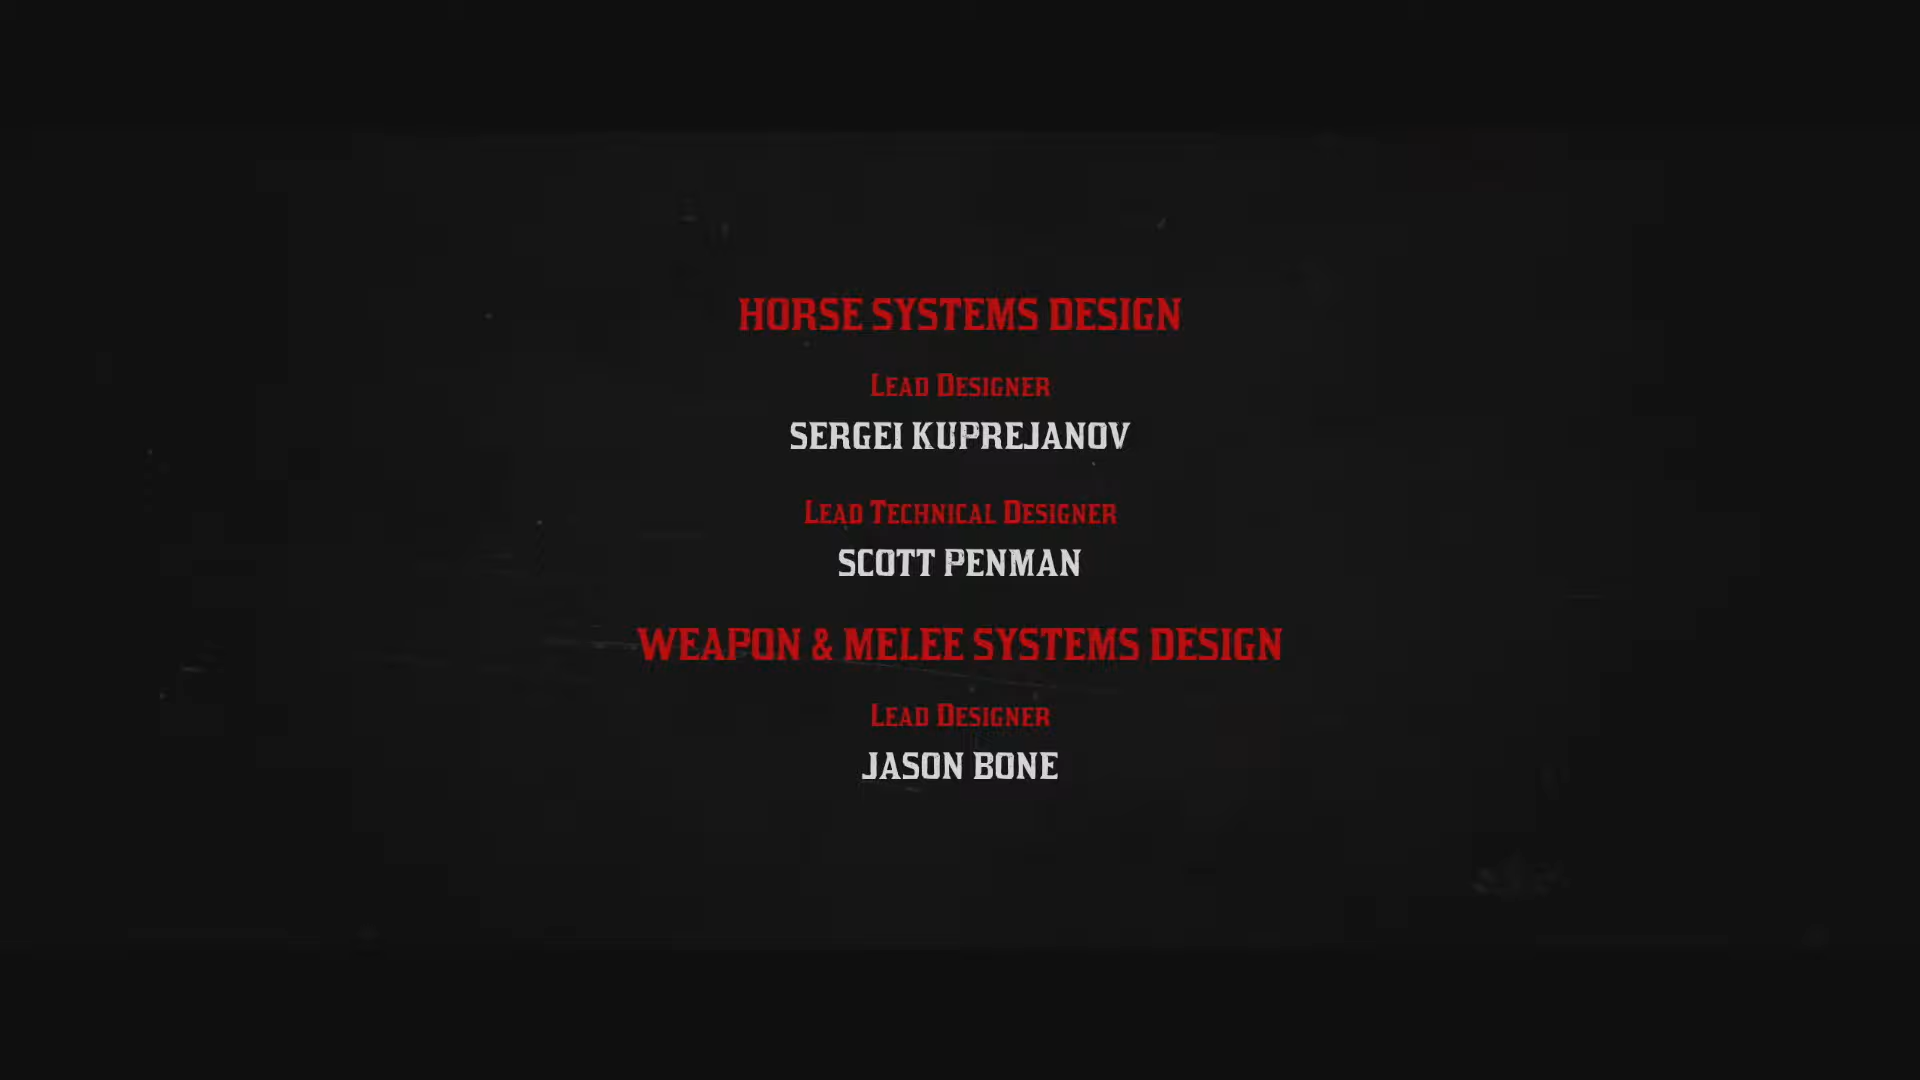 HORSE SYSTEMS DESIGN
LEAD DESIGNER
SERGEI KUPREJANOV
LEAD TECHNICAL DESIGNER
SCOTT PENMAN
WEAPON & MELEE SYSTEMS DESIGN
LEAD DESIGNER
JASON BONE